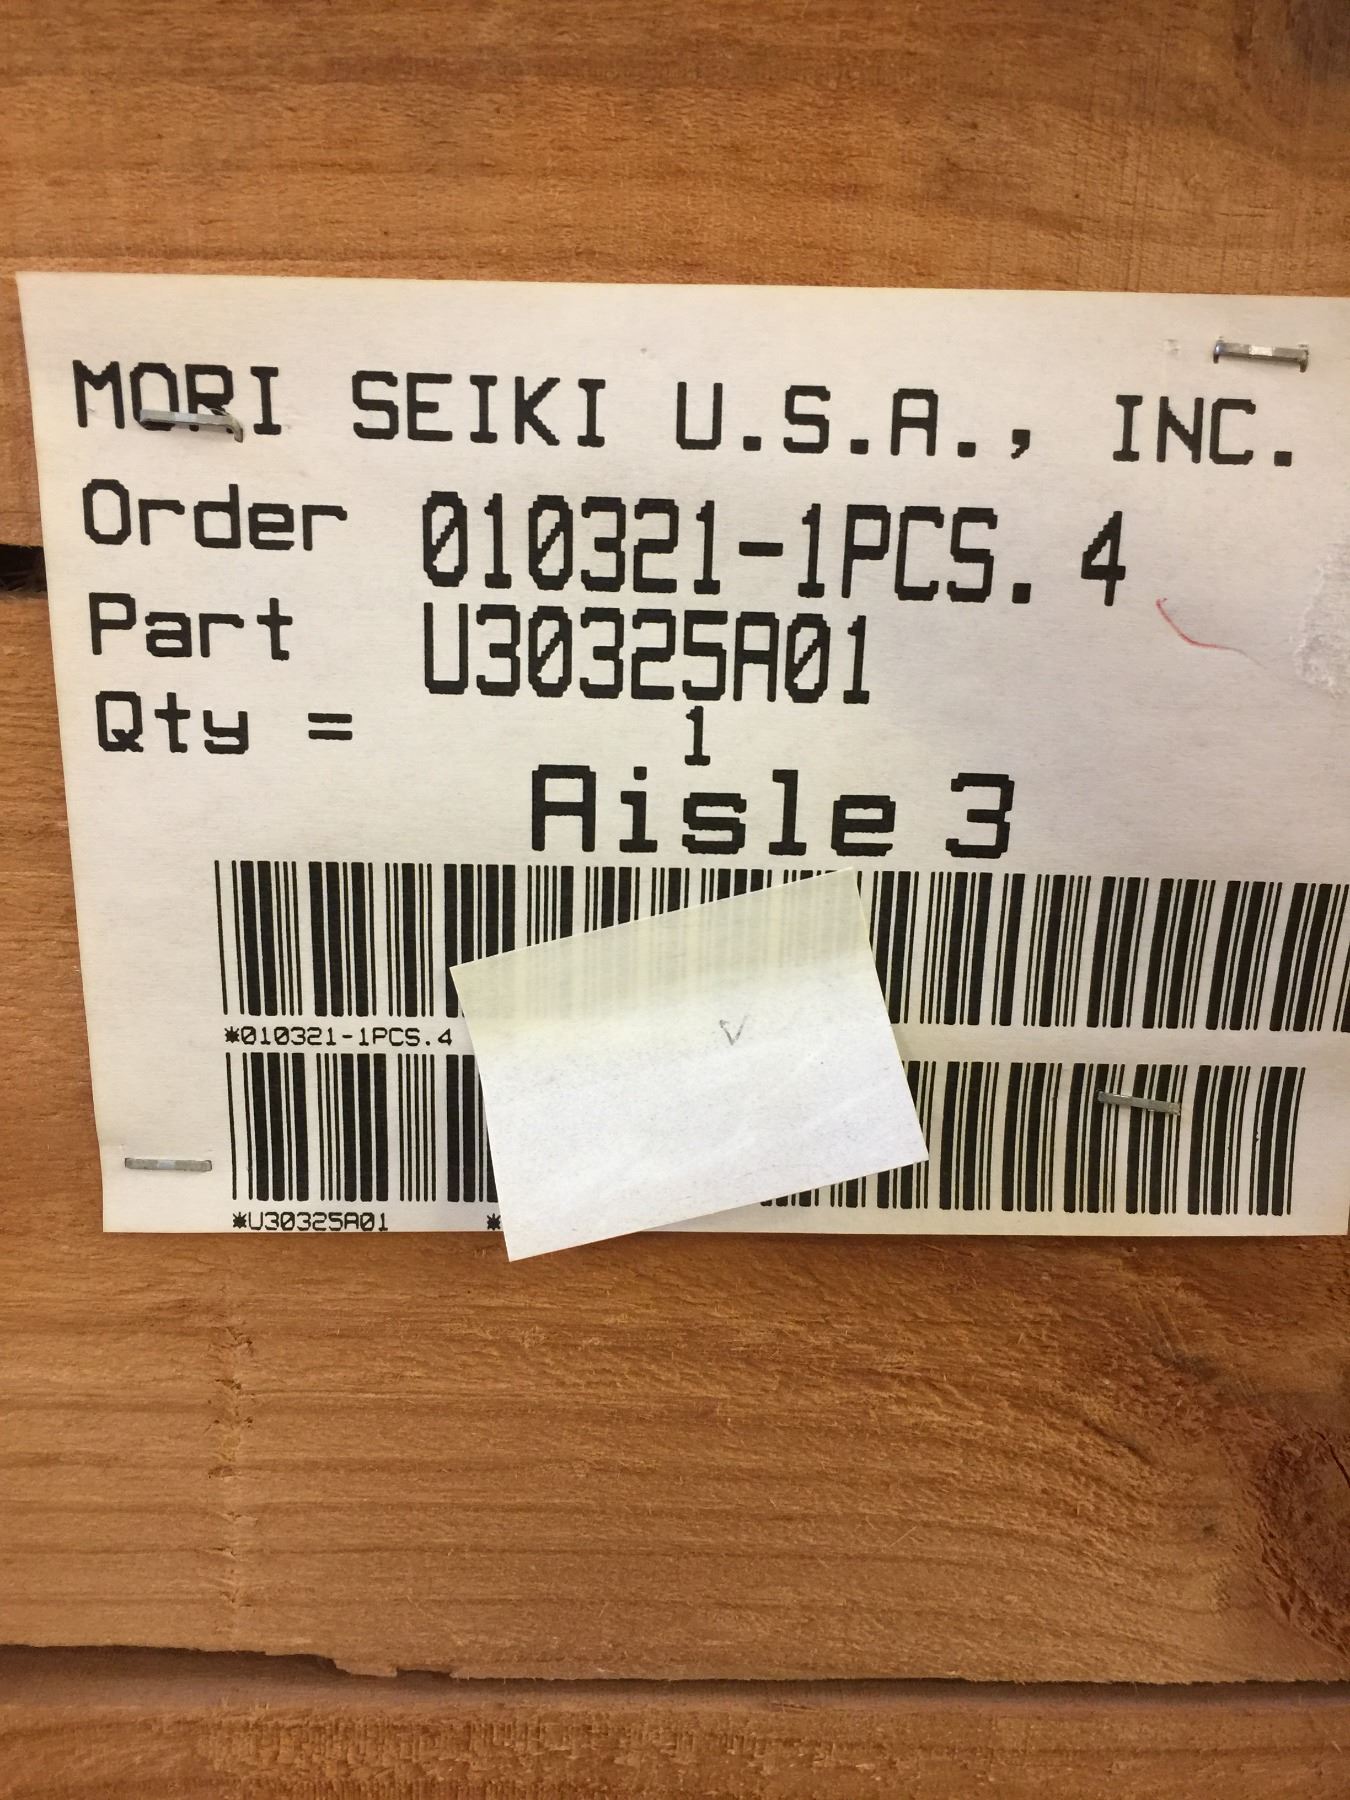 MORI SEIKI U.S.A., INC.
Order 010321-1PCS. 4
Part U30325A01
Qty = 1
Aisle 3
*010321-1PCS.4
V
*U30325A01 *